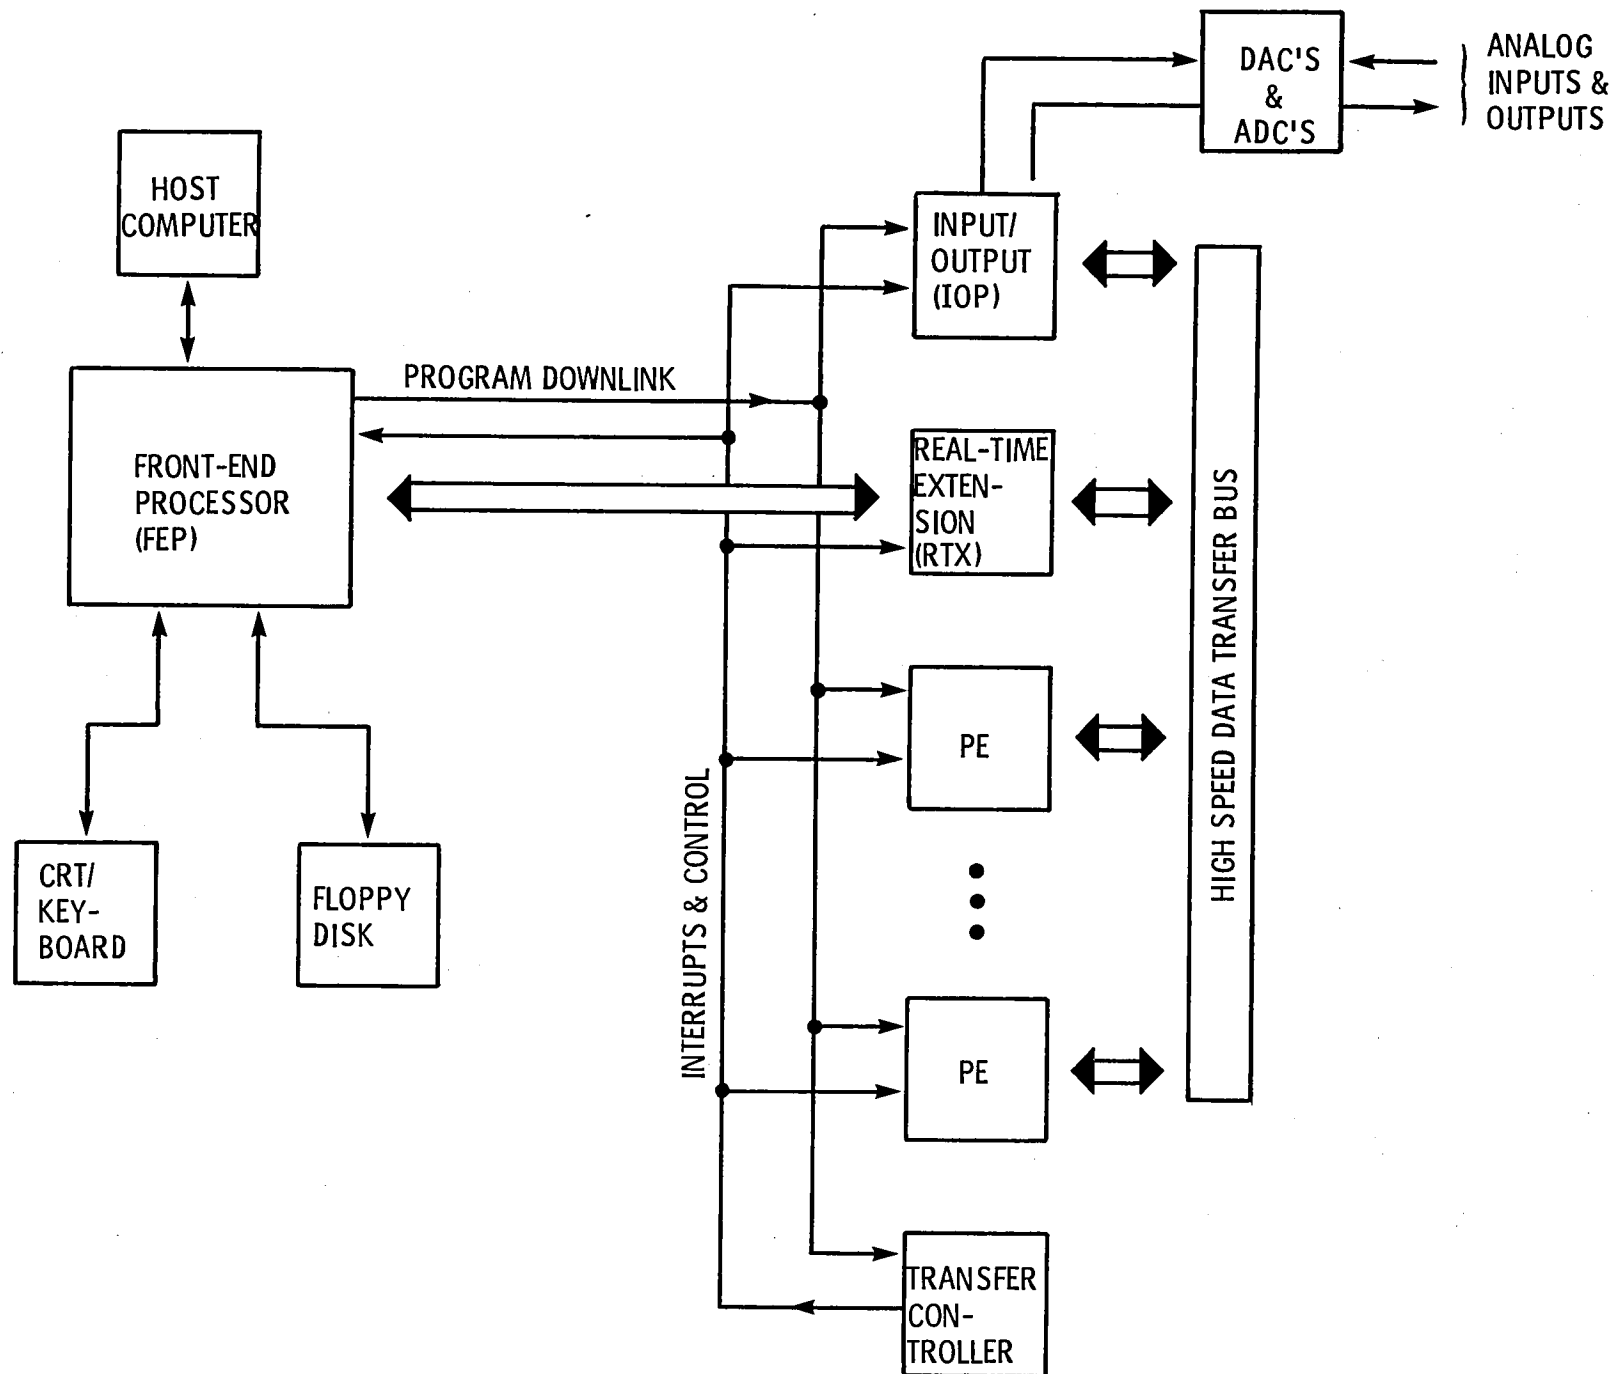 DAC'S
&
ADC'S
ANALOG
INPUTS &
OUTPUTS
HOST
COMPUTER
INPUT/
OUTPUT
(IOP)
PROGRAM DOWNLINK
FRONT-END
PROCESSOR
(FEP)
REAL-TIME
EXTEN-
SION
(RTX)
HIGH SPEED DATA TRANSFER BUS
PE
INTERRUPTS & CONTROL
CRT/
KEY-
BOARD
FLOPPY
DISK
PE
TRANSFER
CON-
TROLLER